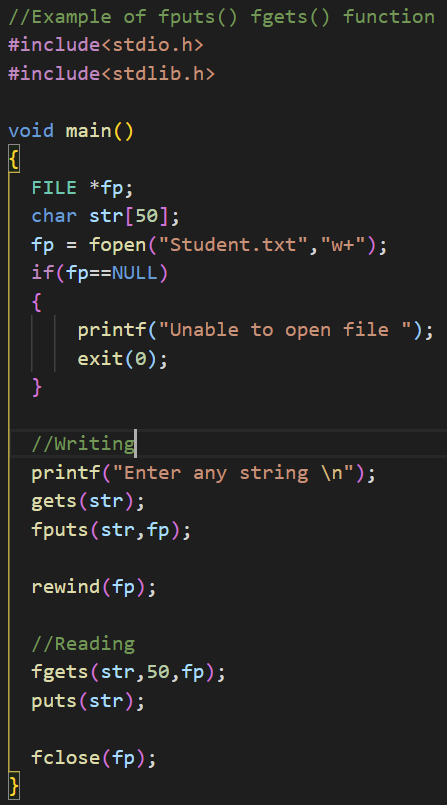 //Example of fputs() fgets() function
#include<stdio.h>
#include<stdlib.h>
void main()
{
FILE *fp;
char str[50];
fp = fopen("Student.txt","w+");
if(fp==NULL)
{
printf("Unable to open file ");
exit(0);
}
//Writing
printf("Enter any string \n");
gets(str);
fputs(str,fp);
rewind(fp);
//Reading
fgets(str,50,fp);
puts(str);
fclose(fp);
}